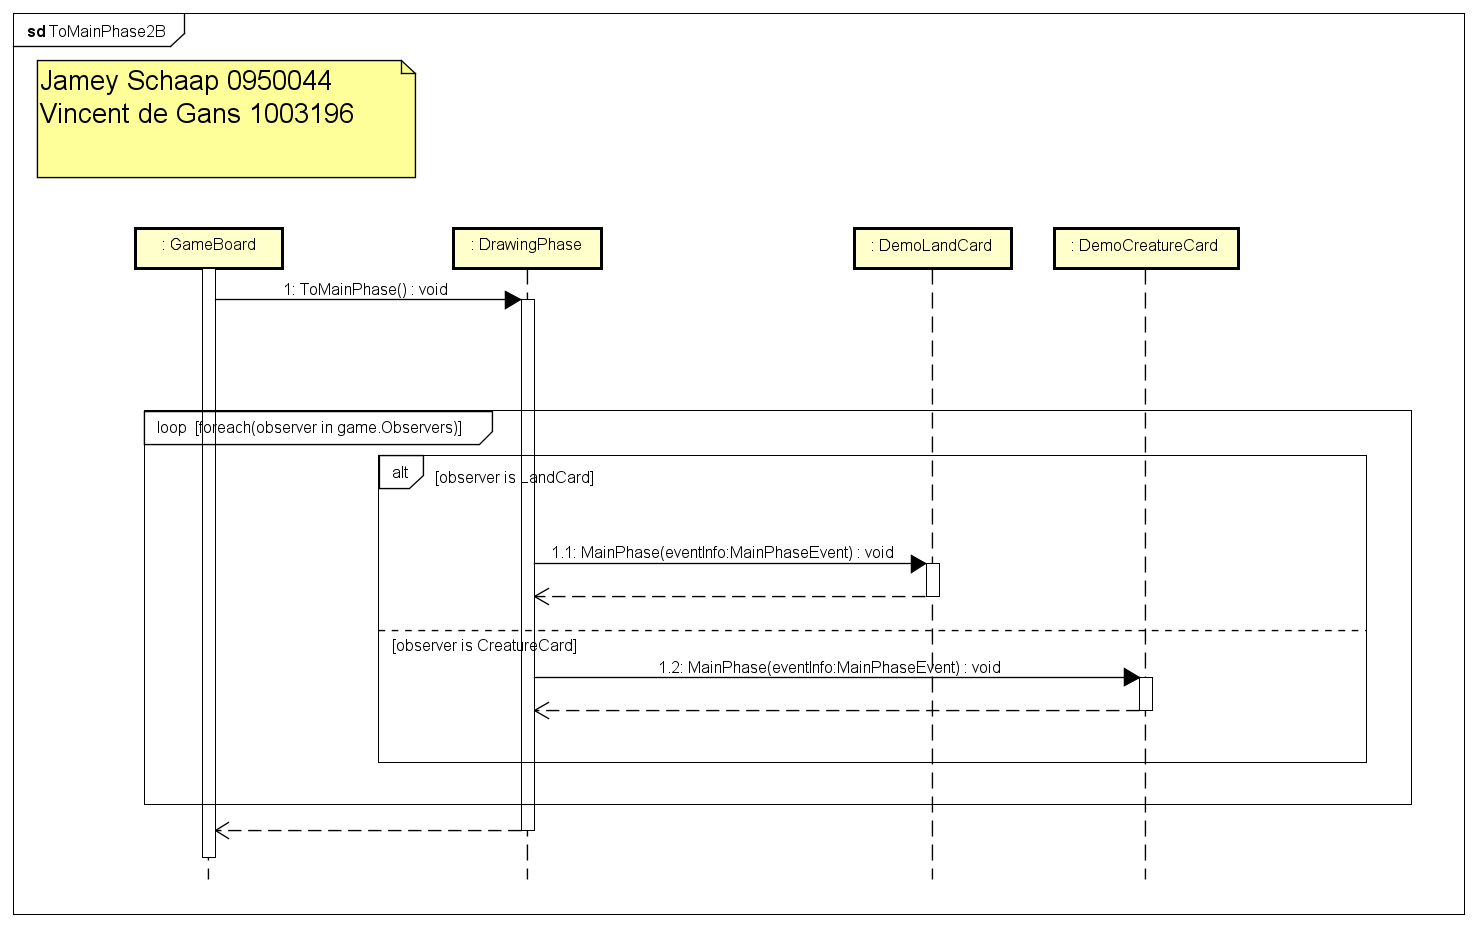 sd ToMainPhase2B
Jamey Schaap 0950044
Vincent de Gans 1003196
: GameBoard
: DrawingPhase
: DemoLandCard
: DemoCreatureCard
1: ToMainPhase() : void
loop [foreach(observer in game.Observers)]
alt [observer is LandCard]
1.1: MainPhase(eventInfo:MainPhaseEvent) : void
[observer is CreatureCard]
1.2: MainPhase(eventInfo:MainPhaseEvent) : void